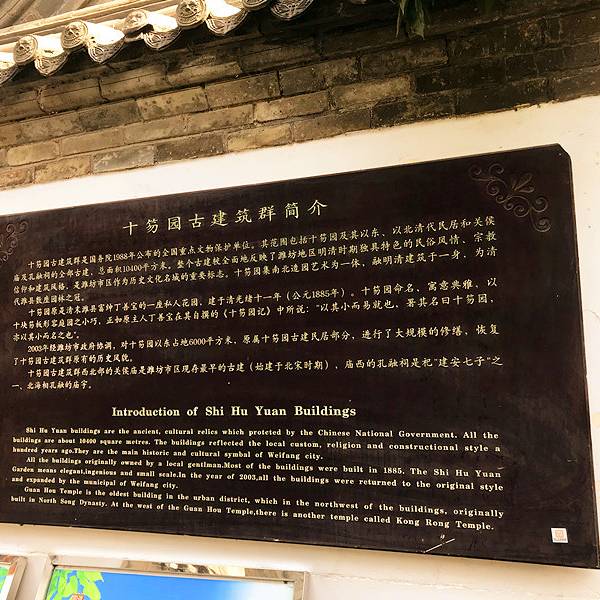 十笏园古建筑群简介
十笏园古建筑群是国务院1988年公布的全国重点文物保护单位。其范围包括十笏园及其以东、以北清代民居和关侯
庙及孔融祠的全部古建，总面积10400平方米。整个古建较全面地反映了潍坊地区明清时期独具特色的民俗风情、宗教
信仰和建筑风格，是潍坊市区作为历史文化名城的重要标志。十笏园集南北造园艺术为一体，融明清建筑于一身，为清
代潍县数座园林之冠。
十笏园原是清末潍县富绅丁善宝的一座私人花园，建于清光绪十一年（公元1885年）。十笏园命名，寓意典雅，以
十块笏板形容庭园之小巧，正如原主人丁善宝在其自撰的《十笏园记》中所说："以其小而易就也，署其名曰十笏园，
亦以其小而名之也"。
2003年经潍坊市政府协调，对十笏园以东占地6000平方米，原属十笏园古建民居部分，进行了大规模的修缮，恢复
了十笏园古建筑群原有的历史风貌。
十笏园古建筑群西北部的关侯庙是潍坊市区现存最早的古建（始建于北宋时期），庙西的孔融祠是祀"建安七子"之
一、北海相孔融的庙宇。
Introduction of Shi Hu Yuan Buildings
Shi Hu Yuan buildings are the ancient, cultural relics which protcted by the Chinese National Government. All the
buildings are about 10400 square metres. The buildings reflected the local custom, religion and constructional style a
hundred years ago.They are the main historic and cultural symbal of Weifang city.
All the buildings originally owned by a local gentlman.Most of the buildings were built in 1885. The Shi Hu Yuan
Garden means elegant,ingenious and small scale.In the year of 2003,all the buildings were returned to the original style
and expanded by the municipal of Weifang city.
Guan Hou Temple is the oldest building in the urban district, which in the northwest of the buildings, originally
built in North Song Dynasty. At the west of the Guan Hou Temple,there is another temple called Kong Rong Temple.